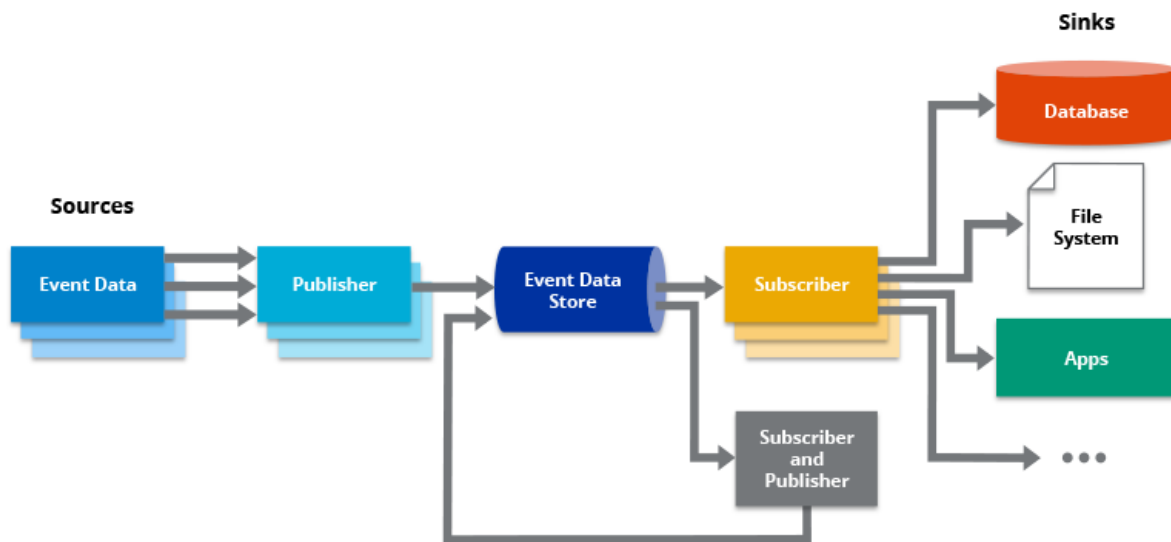 Sinks
Database
File
System
Sources
Event Data
Publisher
Event Data
Store
Subscriber
Apps
Subscriber
and
Publisher